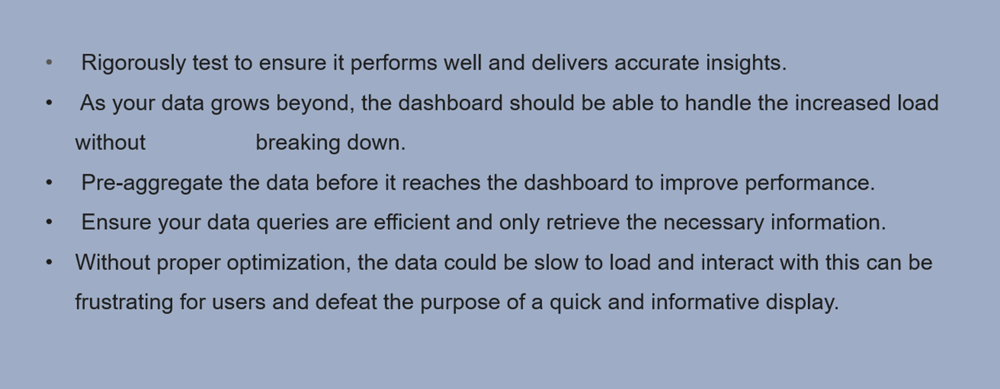 • Rigorously test to ensure it performs well and delivers accurate insights.
• As your data grows beyond, the dashboard should be able to handle the increased load
without breaking down.
• Pre-aggregate the data before it reaches the dashboard to improve performance.
• Ensure your data queries are efficient and only retrieve the necessary information.
• Without proper optimization, the data could be slow to load and interact with this can be
frustrating for users and defeat the purpose of a quick and informative display.